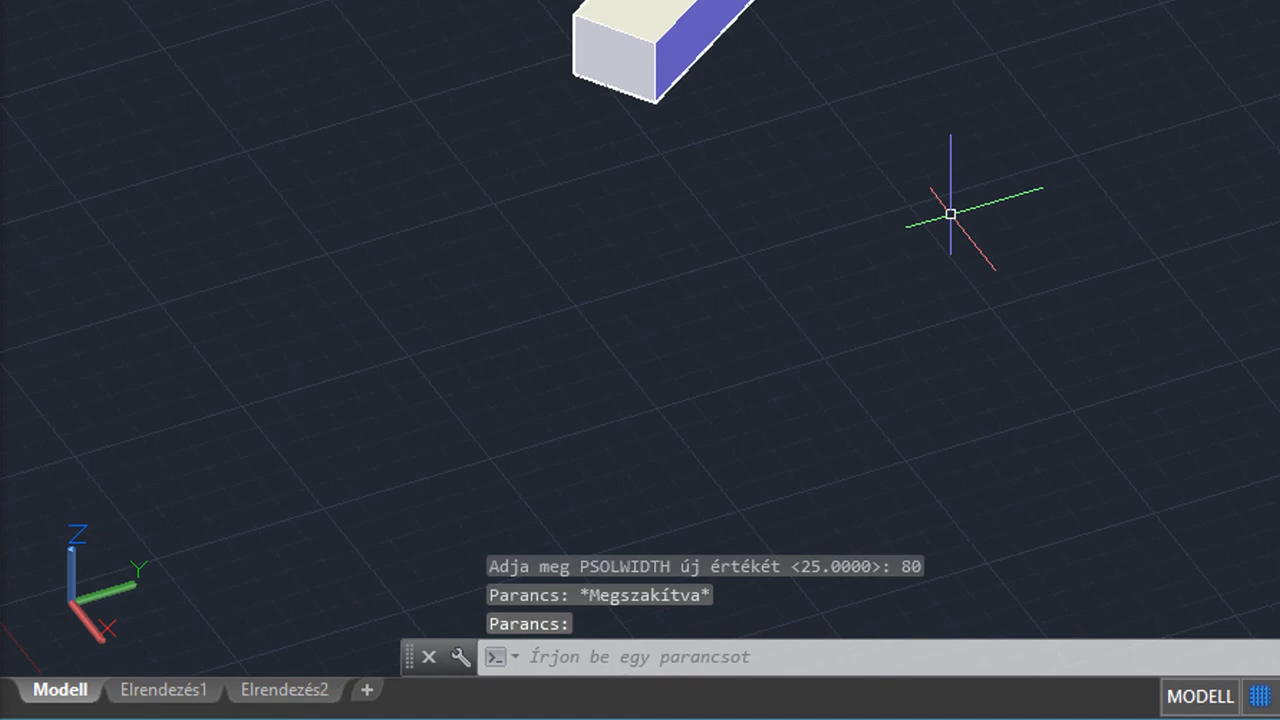 Z
Y
X
Adja meg PSOLWIDTH új értékét <25.0000>: 80
Parancs: *Megszakítva*
Parancs:
Írjon be egy parancsot
Modell Elrendezés1 Elrendezés2 +
MODELL